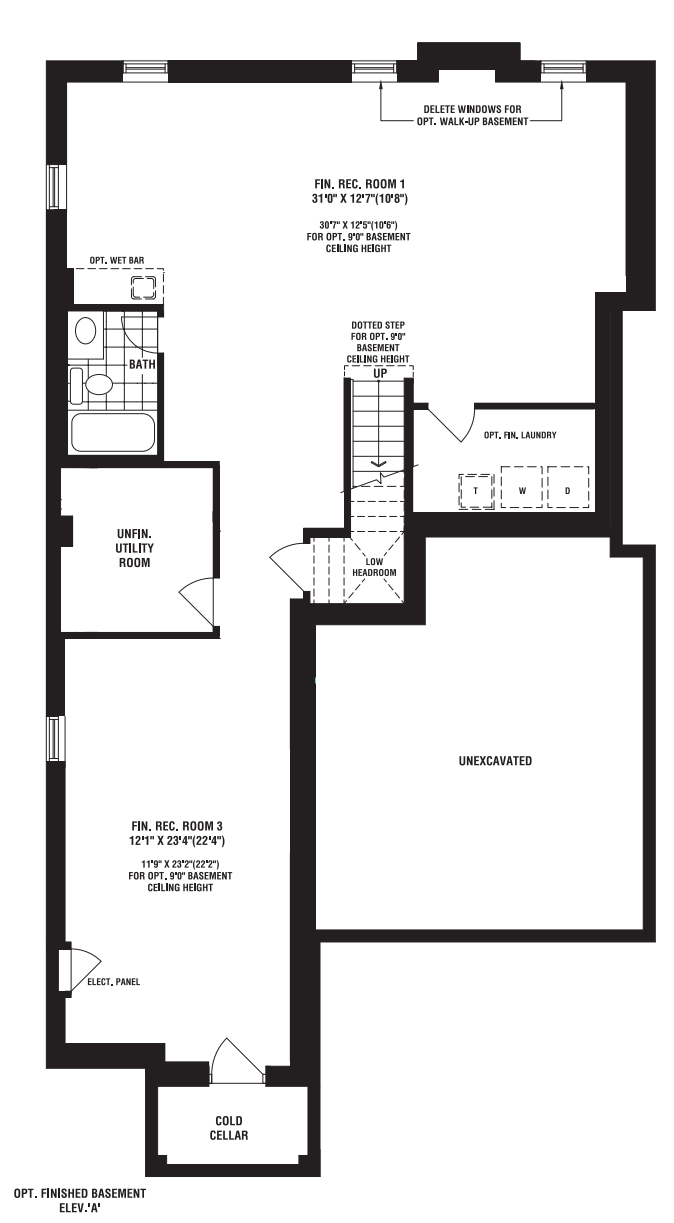 DELETE WINDOWS FOR
OPT. WALK-UP BASEMENT
FIN. REC. ROOM 1
31'0" X 12'7"(10'8")
30'7" X 12'5"(10'6")
FOR OPT. 9'0" BASEMENT
CEILING HEIGHT
OPT. WET BAR
BATH
DOTTED STEP
FOR OPT. 9'0"
BASEMENT
CEILING HEIGHT
UP
OPT. FIN. LAUNDRY
T
W
D
UNFIN.
UTILITY
ROOM
LOW
HEADROOM
UNEXCAVATED
FIN. REC. ROOM 3
12'1" X 23'4"(22'4")
11'9" X 23'2"(22'2")
FOR OPT. 9'0" BASEMENT
CEILING HEIGHT
ELECT. PANEL
COLD
CELLAR
OPT. FINISHED BASEMENT
ELEV.'A'